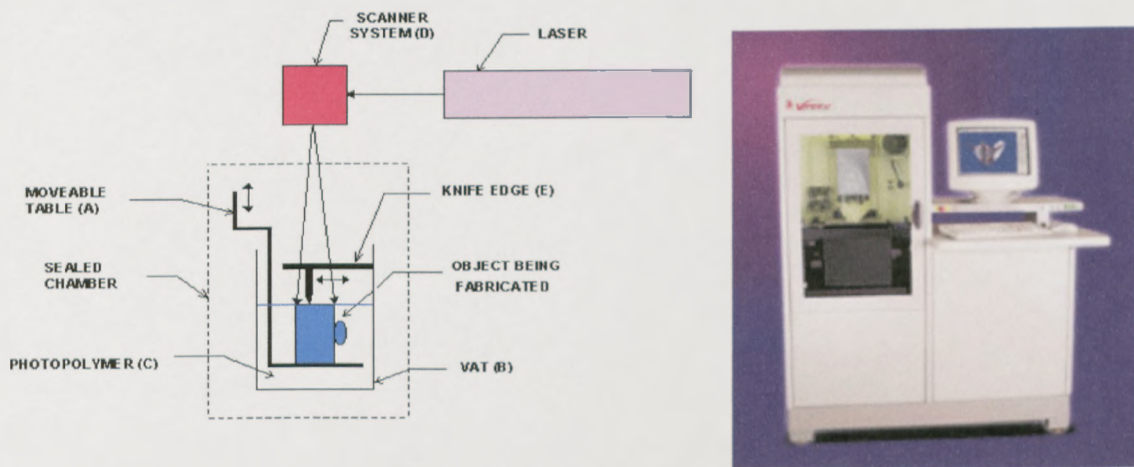 SCANNER
SYSTEM (D)
LASER
MOVEABLE
TABLE (A)
KNIFE EDGE (E)
SEALED
CHAMBER
OBJECT BEING
FABRICATED
PHOTOPOLYMER (C)
VAT (B)